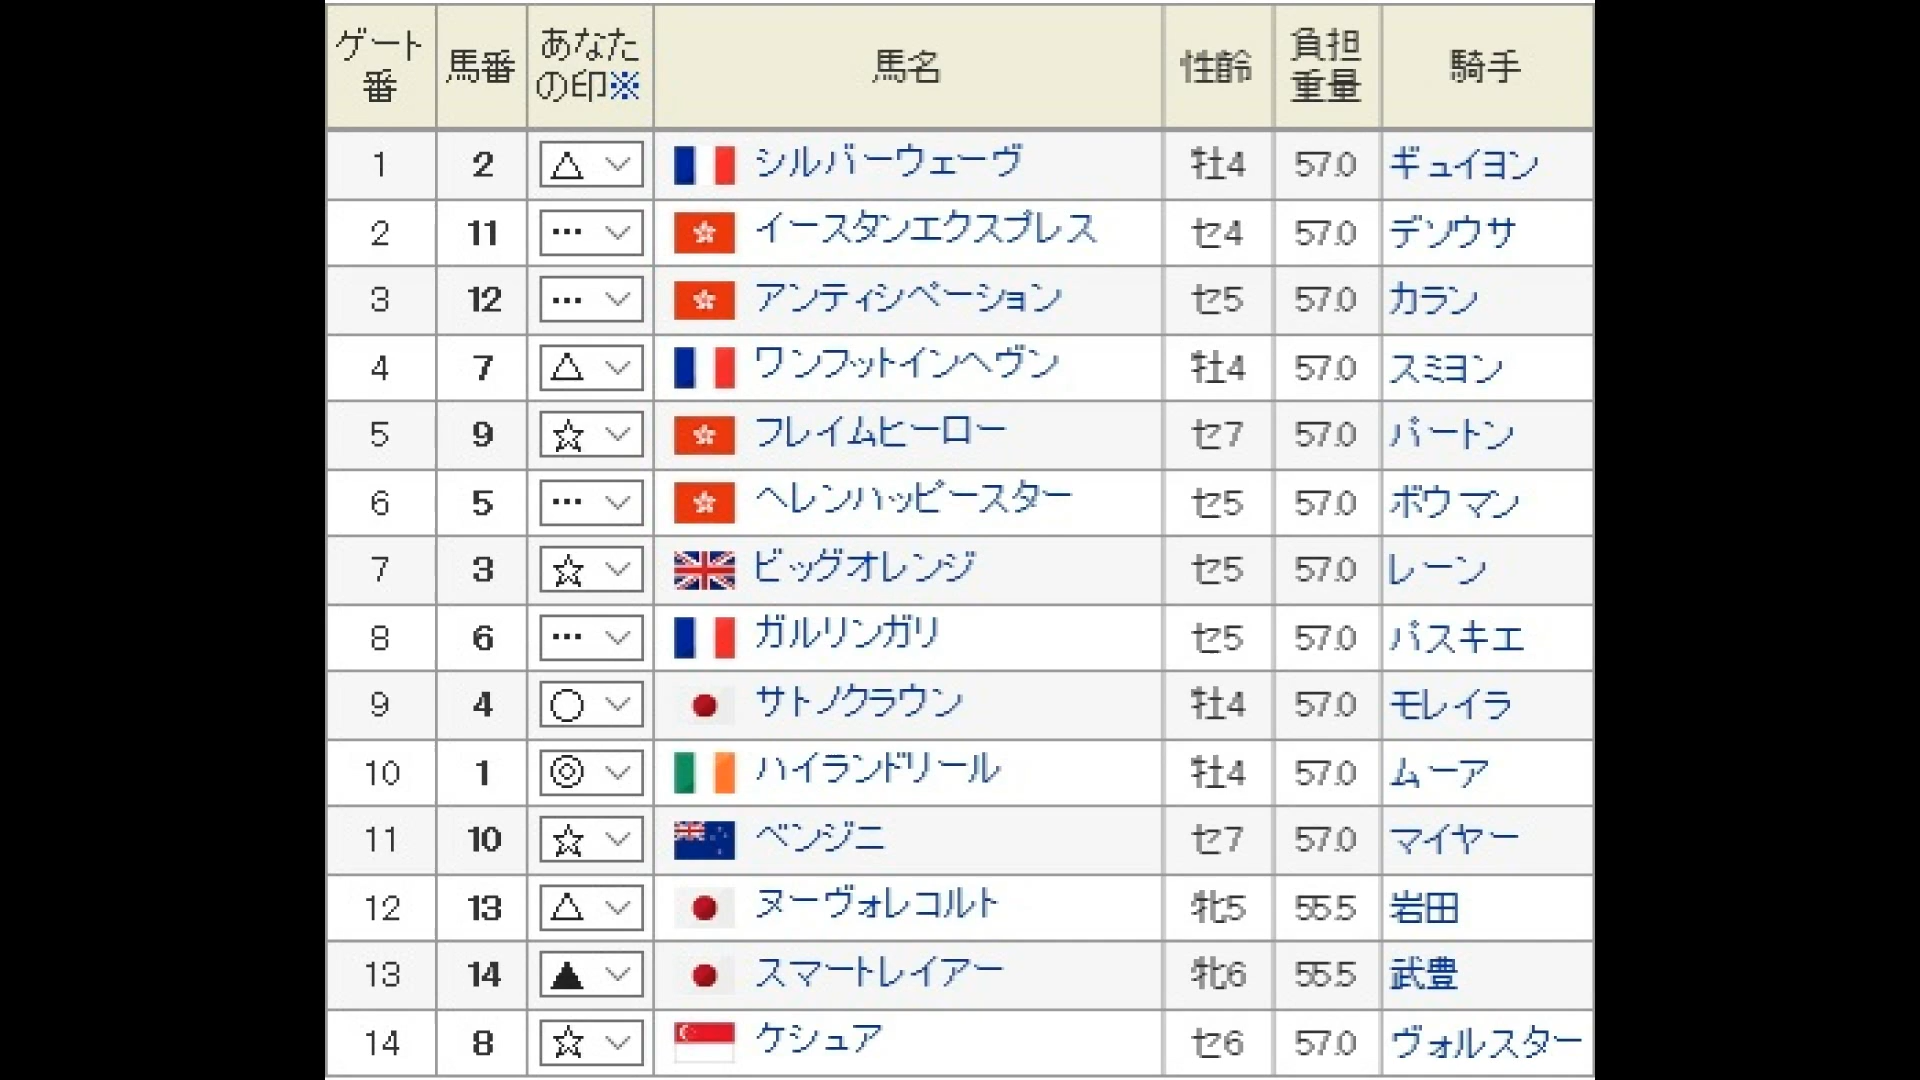 ゲート番 馬番 あなたの印※ 馬名 性齢 負担重量 騎手
1 2 △ シルバーウェーヴ 牡4 57.0 ギュイヨン
2 11 … イースタンエクスプレス セ4 57.0 デソウサ
3 12 … アンティシペーション セ5 57.0 カラン
4 7 △ ワンフットインヘヴン 牡4 57.0 スミヨン
5 9 ☆ フレイムヒーロー セ7 57.0 バートン
6 5 … ヘレンハッピースター セ5 57.0 ボウマン
7 3 ☆ ビッグオレンジ セ5 57.0 レーン
8 6 … ガルリンガリ セ5 57.0 パスキエ
9 4 ○ サトノクラウン 牡4 57.0 モレイラ
10 1 ◎ ハイランドリール 牡4 57.0 ムーア
11 10 ☆ ベンジニ セ7 57.0 マイヤー
12 13 △ ヌーヴォレコルト 牝5 55.5 岩田
13 14 ▲ スマートレイアー 牝6 55.5 武豊
14 8 ☆ ケシュア セ6 57.0 ヴォルスター